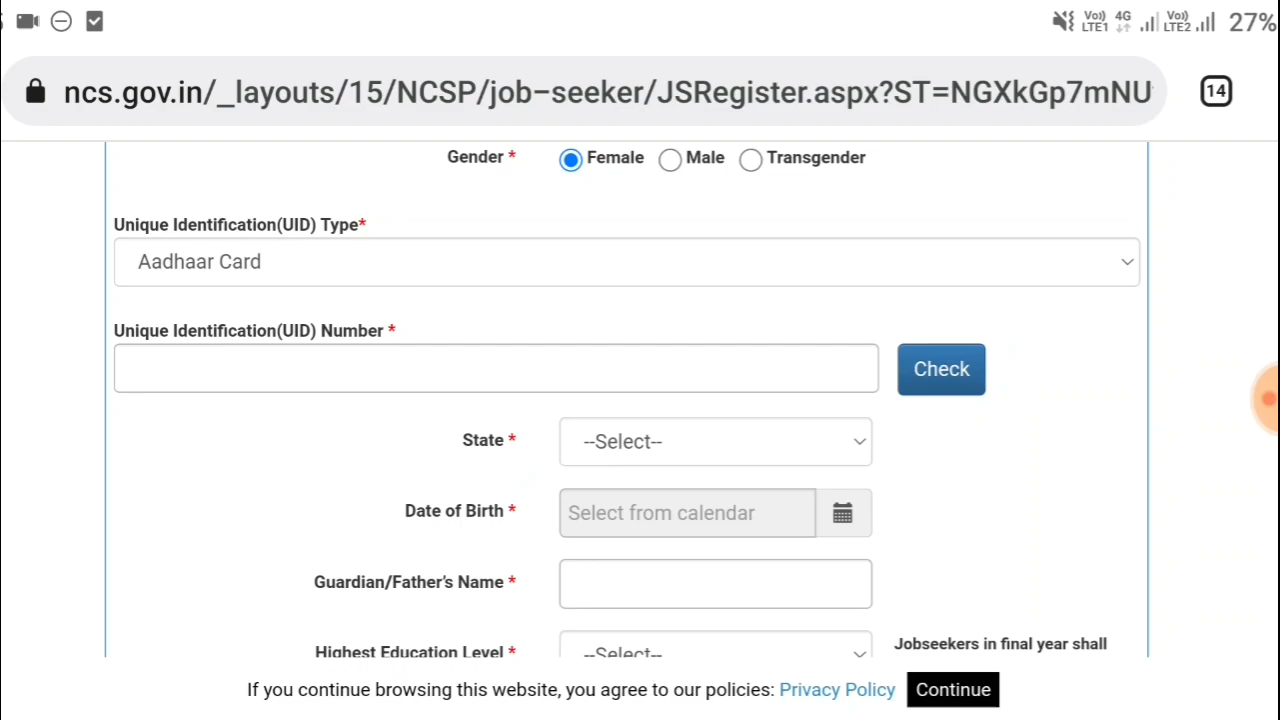 Vo)) 4G Vo)) 27%
LTE1 LTE2
ncs.gov.in/_layouts/15/NCSP/job-seeker/JSRegister.aspx?ST=NGXkGp7mNU 14
Gender * Female Male Transgender
Unique Identification(UID) Type*
Aadhaar Card
Unique Identification(UID) Number *
Check
State * --Select--
Date of Birth * Select from calendar
Guardian/Father's Name *
Highest Education Level * --Select-- Jobseekers in final year shall
If you continue browsing this website, you agree to our policies: Privacy Policy Continue